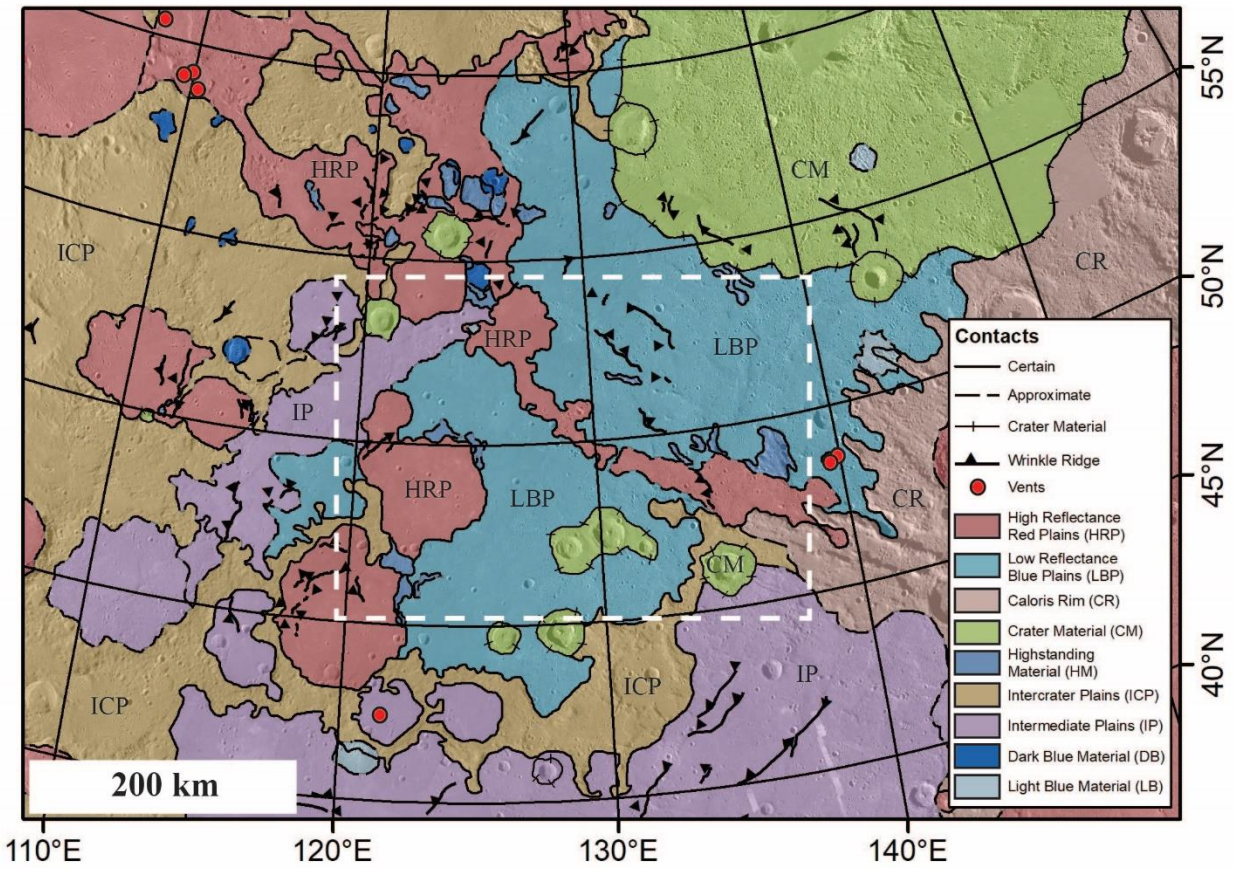 55°N
HRP
CM
ICP
CR
50°N
HRP
LBP
IP
45°N
HRP
LBP
CR
CM
IP
40°N
ICP
ICP
Contacts
Certain
Approximate
Crater Material
Wrinkle Ridge
Vents
High Reflectance
Red Plains (HRP)
Low Reflectance
Blue Plains (LBP)
Caloris Rim (CR)
Crater Material (CM)
Highstanding
Material (HM)
Intercrater Plains (ICP)
Intermediate Plains (IP)
Dark Blue Material (DB)
Light Blue Material (LB)
200 km
110°E
120°E
130°E
140°E